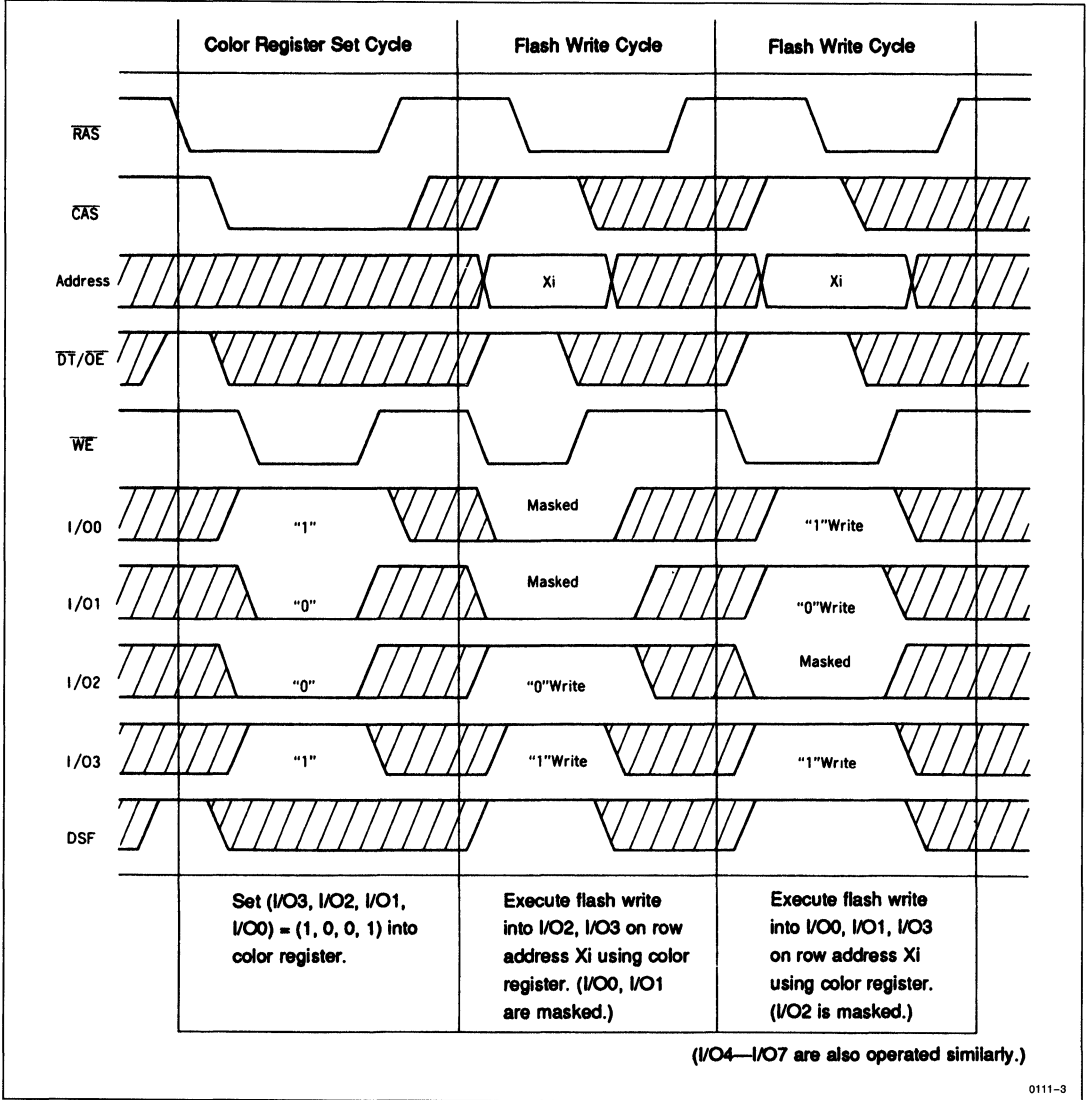 Color Register Set Cycle
Flash Write Cycle
Flash Write Cycle
RAS
CAS
Address
Xi
Xi
DT/OE
WE
I/O0
"1"
Masked
"1"Write
I/O1
"0"
Masked
"0"Write
I/O2
"0"
"0"Write
Masked
I/O3
"1"
"1"Write
"1"Write
DSF
Set (I/O3, I/O2, I/O1,
I/O0) = (1, 0, 0, 1) into
color register.
Execute flash write
into I/O2, I/O3 on row
address Xi using color
register. (I/O0, I/O1
are masked.)
Execute flash write
into I/O0, I/O1, I/O3
on row address Xi
using color register.
(I/O2 is masked.)
(I/O4—I/O7 are also operated similarly.)
0111–3